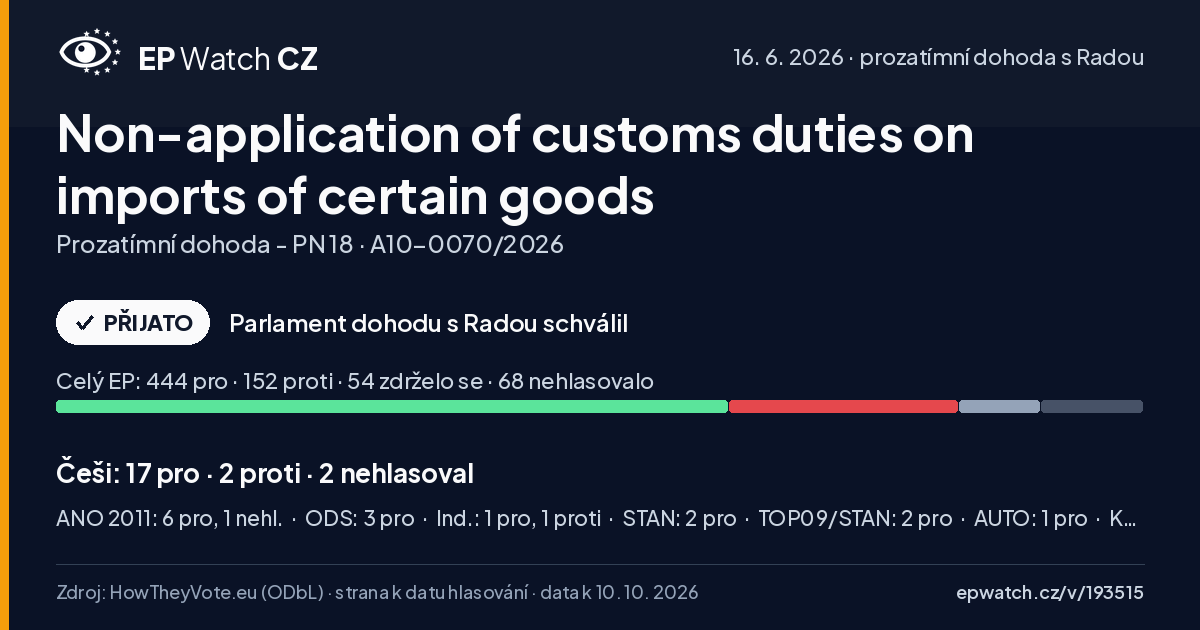 EP Watch CZ
16. 6. 2026 · prozatímní dohoda s Radou
Non-application of customs duties on
imports of certain goods
Prozatímní dohoda – PN 18 · A10-0070/2026
✓ PŘIJATO Parlament dohodu s Radou schválil
Celý EP: 444 pro · 152 proti · 54 zdrželo se · 68 nehlasovalo
Češi: 17 pro · 2 proti · 2 nehlasoval
ANO 2011: 6 pro, 1 nehl. · ODS: 3 pro · Ind.: 1 pro, 1 proti · STAN: 2 pro · TOP09/STAN: 2 pro · AUTO: 1 pro · K…
Zdroj: HowTheyVote.eu (ODbL) · strana k datu hlasování · data k 10. 10. 2026
epwatch.cz/v/193515